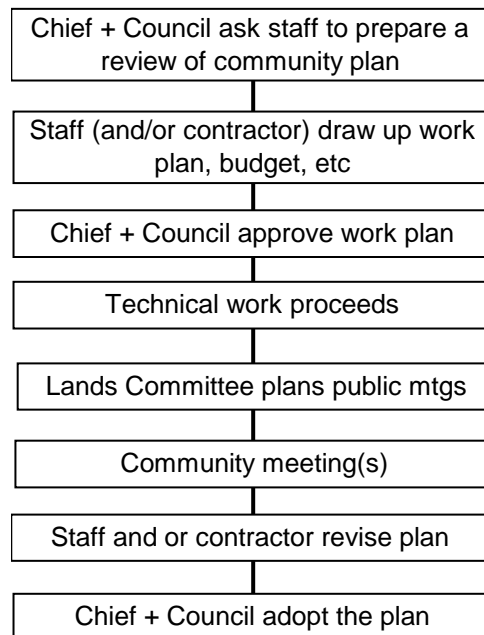 Chief + Council ask staff to prepare a
review of community plan
Staff (and/or contractor) draw up work
plan, budget, etc
Chief + Council approve work plan
Technical work proceeds
Lands Committee plans public mtgs
Community meeting(s)
Staff and or contractor revise plan
Chief + Council adopt the plan